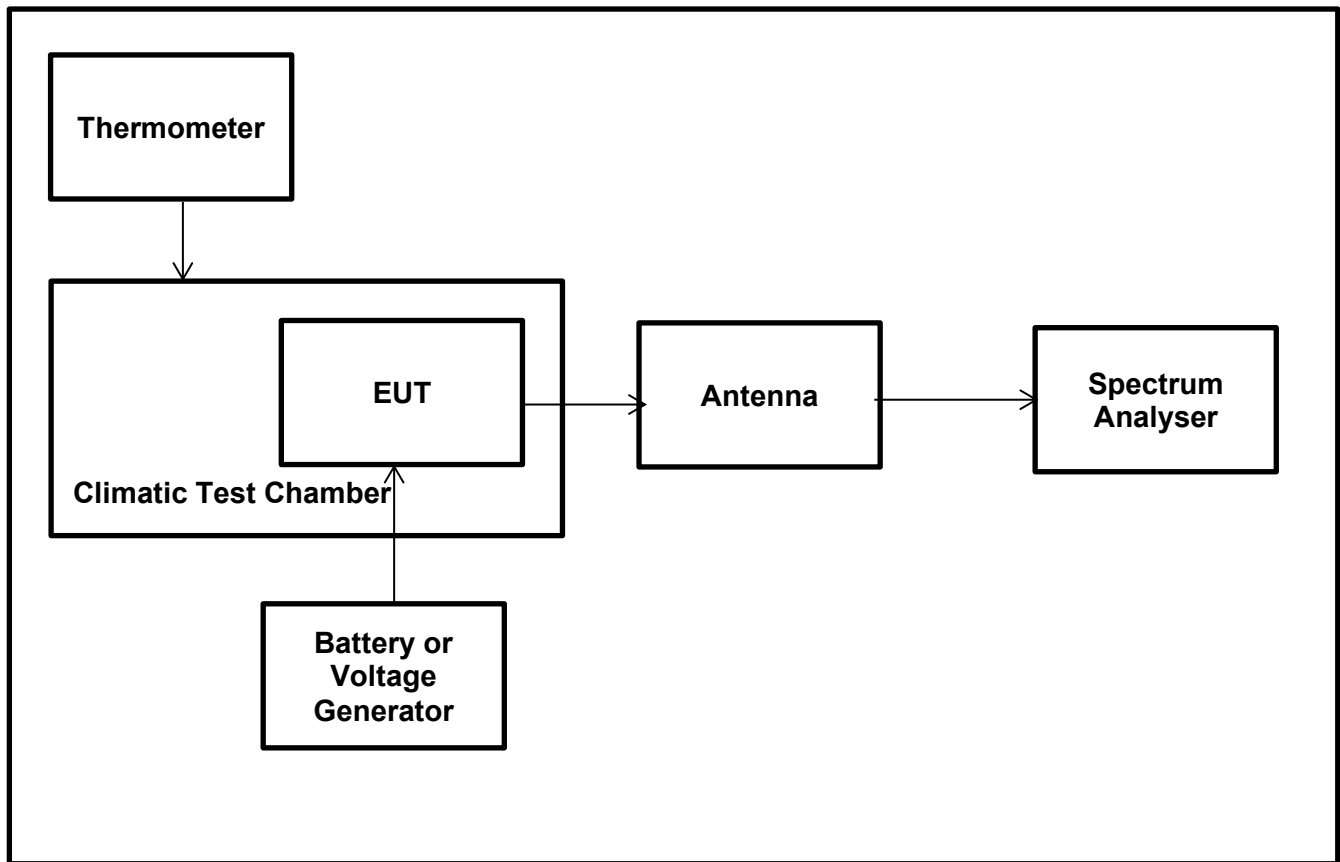 Thermometer
EUT
Antenna
Spectrum
Analyser
Climatic Test Chamber
Battery or
Voltage
Generator